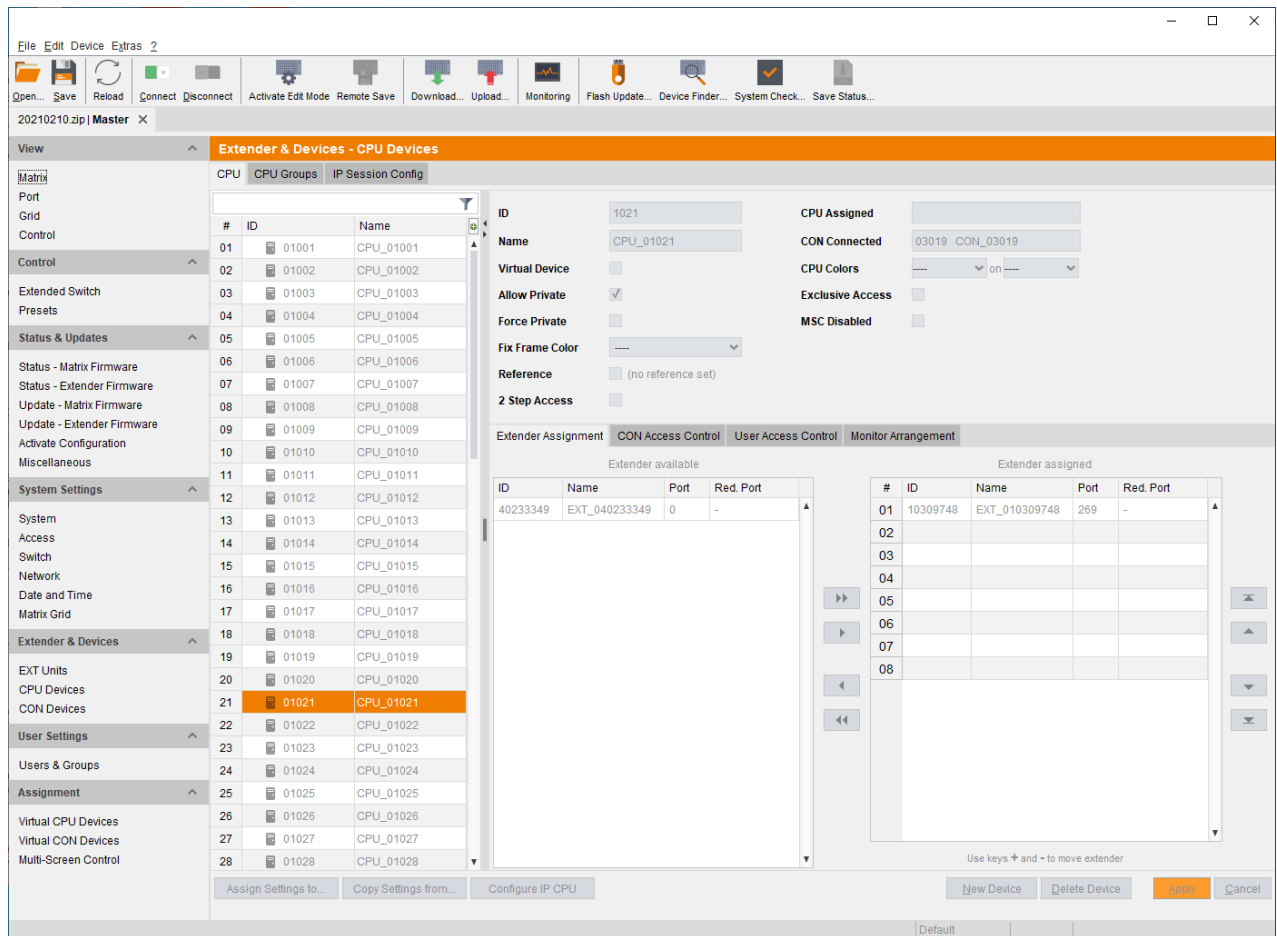 File Edit Device Extras ?
Open... Save Reload Connect Disconnect Activate Edit Mode Remote Save Download... Upload... Monitoring Flash Update... Device Finder... System Check... Save Status...
20210210.zip| Master
View
Matrix
Port
Grid
Control
Control
Extended Switch
Presets
Status & Updates
Status - Matrix Firmware
Status - Extender Firmware
Update - Matrix Firmware
Update - Extender Firmware
Activate Configuration
Miscellaneous
System Settings
System
Access
Switch
Network
Date and Time
Matrix Grid
Extender & Devices
EXT Units
CPU Devices
CON Devices
User Settings
Users & Groups
Assignment
Virtual CPU Devices
Virtual CON Devices
Multi-Screen Control
Extender & Devices - CPU Devices
CPU CPU Groups IP Session Config
# ID Name
01 01001 CPU_01001
02 01002 CPU_01002
03 01003 CPU_01003
04 01004 CPU_01004
05 01005 CPU_01005
06 01006 CPU_01006
07 01007 CPU_01007
08 01008 CPU_01008
09 01009 CPU_01009
10 01010 CPU_01010
11 01011 CPU_01011
12 01012 CPU_01012
13 01013 CPU_01013
14 01014 CPU_01014
15 01015 CPU_01015
16 01016 CPU_01016
17 01017 CPU_01017
18 01018 CPU_01018
19 01019 CPU_01019
20 01020 CPU_01020
21 01021 CPU_01021
22 01022 CPU_01022
23 01023 CPU_01023
24 01024 CPU_01024
25 01025 CPU_01025
26 01026 CPU_01026
27 01027 CPU_01027
28 01028 CPU_01028
ID 1021
Name CPU_01021
Virtual Device
Allow Private
Force Private
Fix Frame Color ----
Reference (no reference set)
2 Step Access
CPU Assigned
CON Connected 03019 CON_03019
CPU Colors ---- on ----
Exclusive Access
MSC Disabled
Extender Assignment CON Access Control User Access Control Monitor Arrangement
Extender available
ID Name Port Red. Port
40233349 EXT_040233349 0 -
Extender assigned
# ID Name Port Red. Port
01 10309748 EXT_010309748 269 -
02
03
04
05
06
07
08
Use keys + and - to move extender
Assign Settings to... Copy Settings from... Configure IP CPU New Device Delete Device Apply Cancel
Default